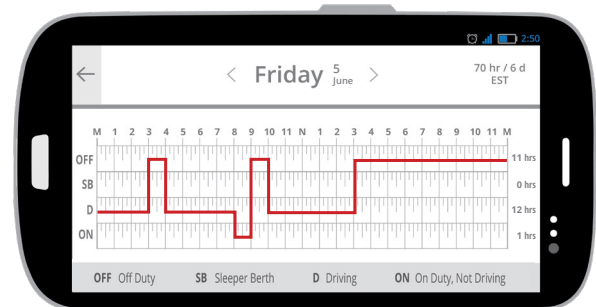 2:50
Friday 5 June
70 hr / 6 d
EST
M 1 2 3 4 5 6 7 8 9 10 11 N 1 2 3 4 5 6 7 8 9 10 11 M
OFF 11 hrs
SB 0 hrs
D 12 hrs
ON 1 hrs
OFF Off Duty SB Sleeper Berth D Driving ON On Duty, Not Driving